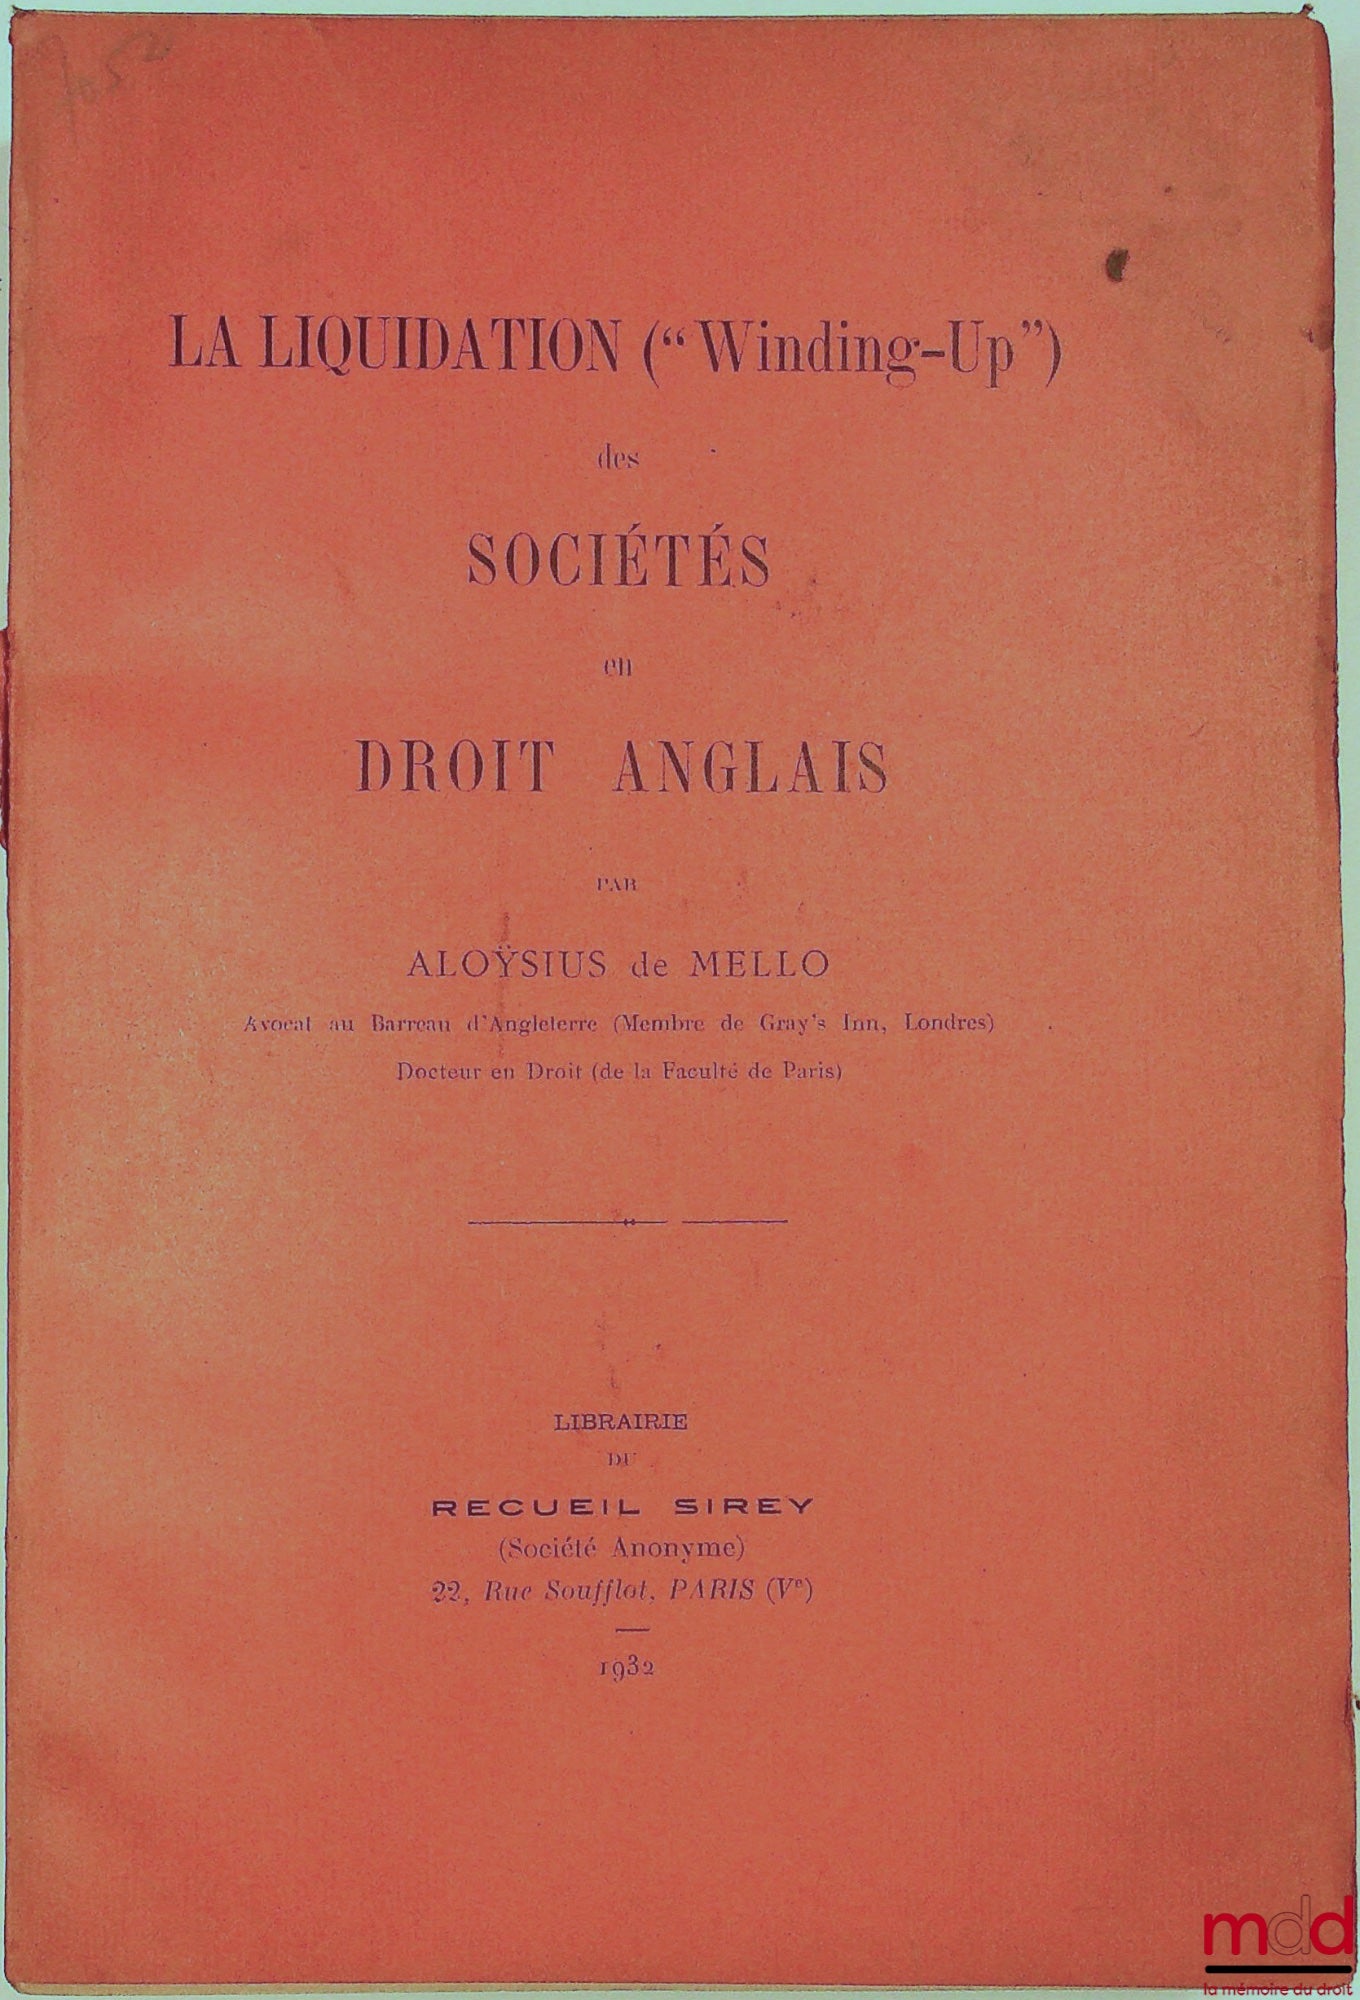 LA LIQUIDATION (“Winding-Up”)
des
SOCIÉTÉS
en
DROIT ANGLAIS
PAR
ALOŸSIUS de MELLO
Avocat au Barreau d'Angleterre (Membre de Gray's Inn, Londres)
Docteur en Droit (de la Faculté de Paris)
LIBRAIRIE
DU
RECUEIL SIREY
(Société Anonyme)
22, Rue Soufflot, PARIS (Vᵉ)
1932
mdd
la mémoire du droit